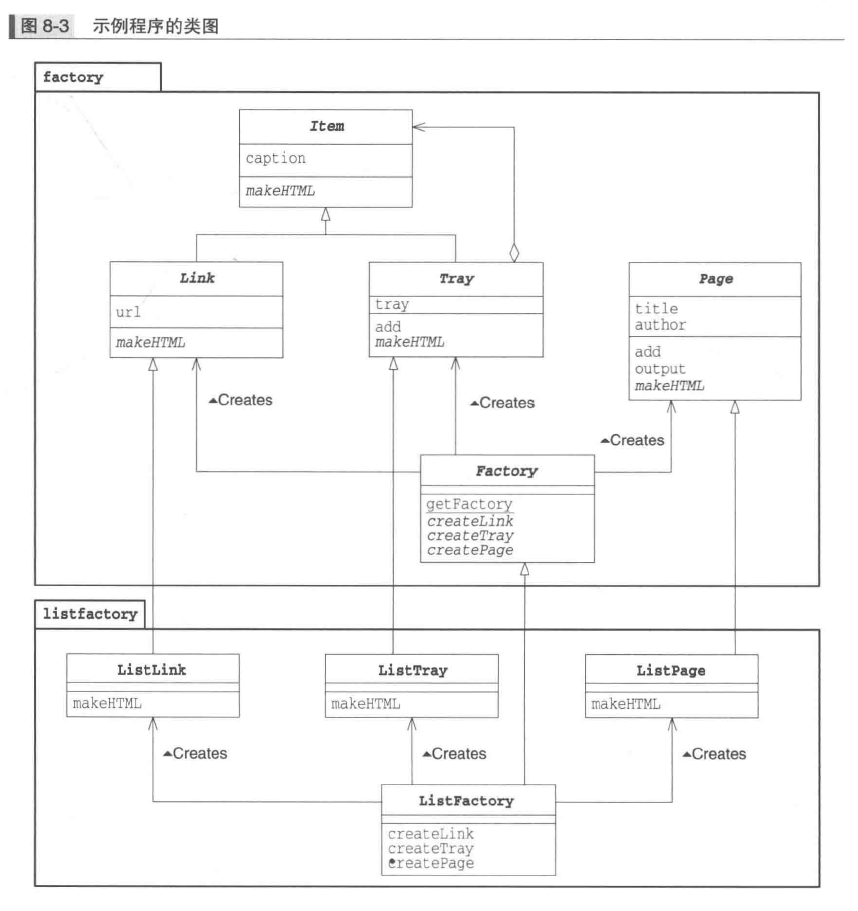 图 8-3 示例程序的类图
factory
Item
caption
makeHTML
Link
url
makeHTML
Tray
tray
add
makeHTML
Page
title
author
add
output
makeHTML
▲Creates
▲Creates
▲Creates
Factory
getFactory
createLink
createTray
createPage
listfactory
ListLink
makeHTML
ListTray
makeHTML
ListPage
makeHTML
▲Creates
▲Creates
▲Creates
ListFactory
createLink
createTray
createPage